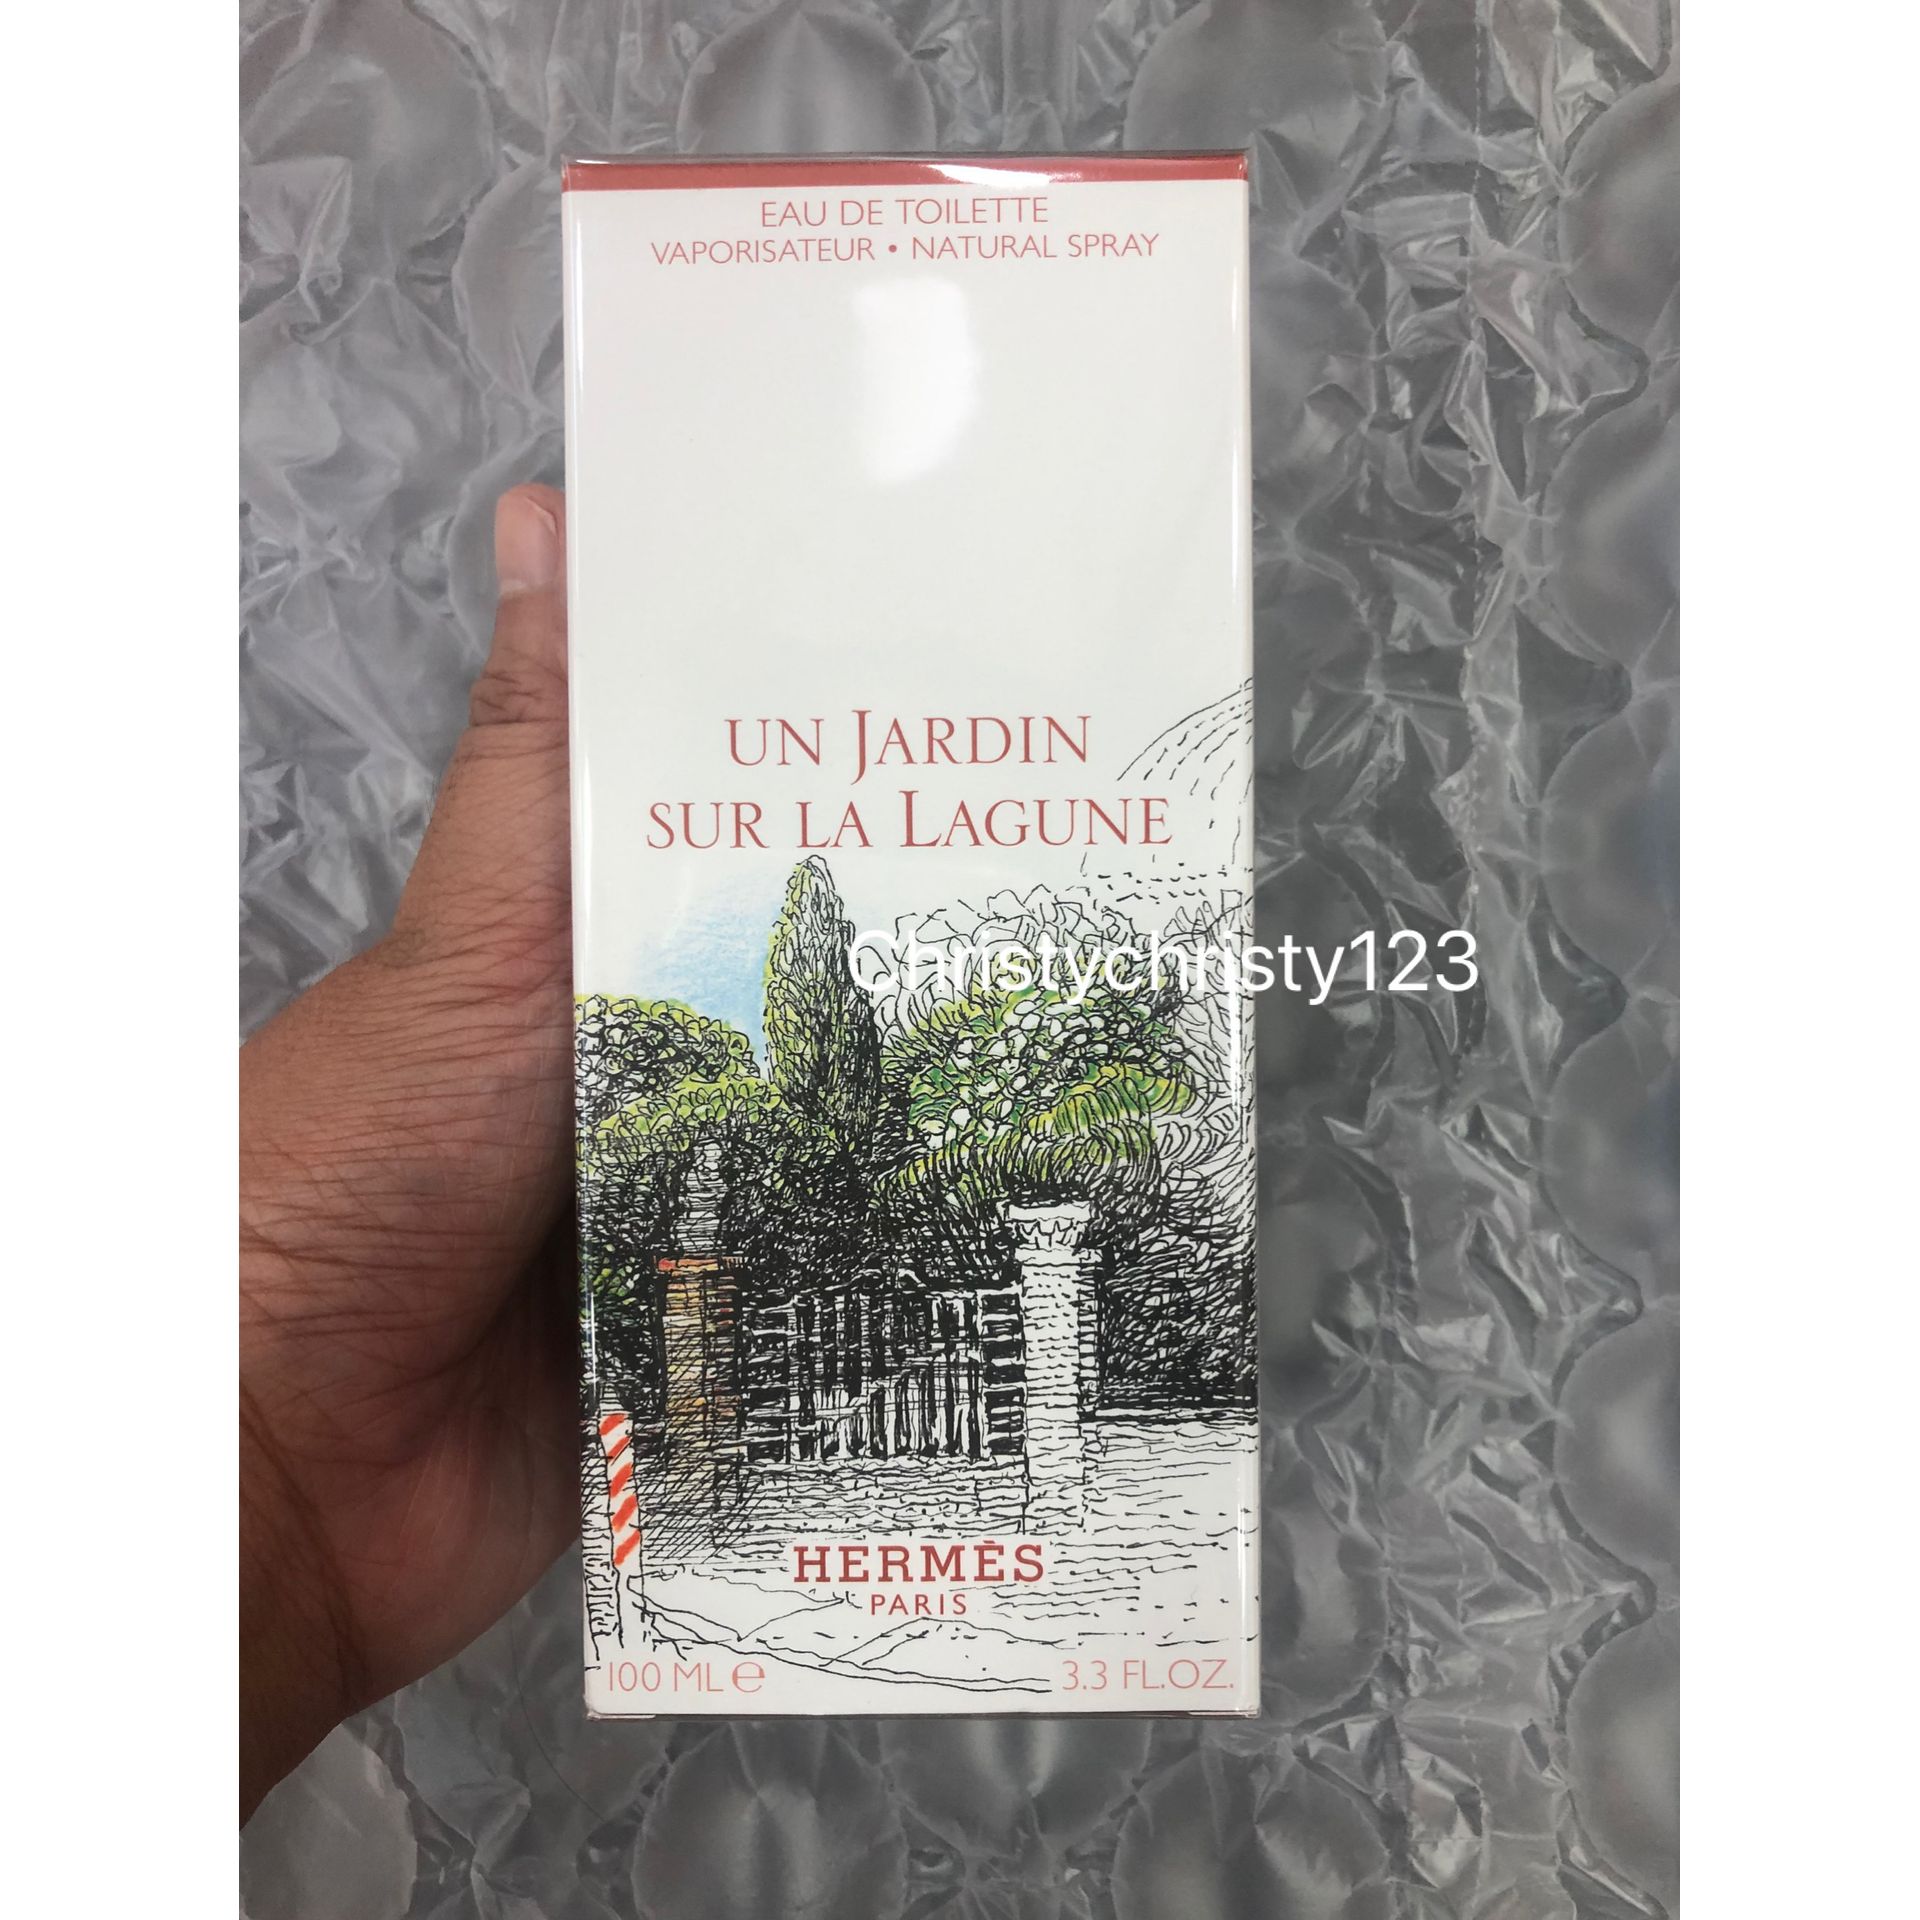 EAU DE TOILETTE
VAPORISATEUR • NATURAL SPRAY
UN JARDIN
SUR LA LAGUNE
Christychristy123
HERMÈS
PARIS
100 ML e 3.3 FL.OZ.